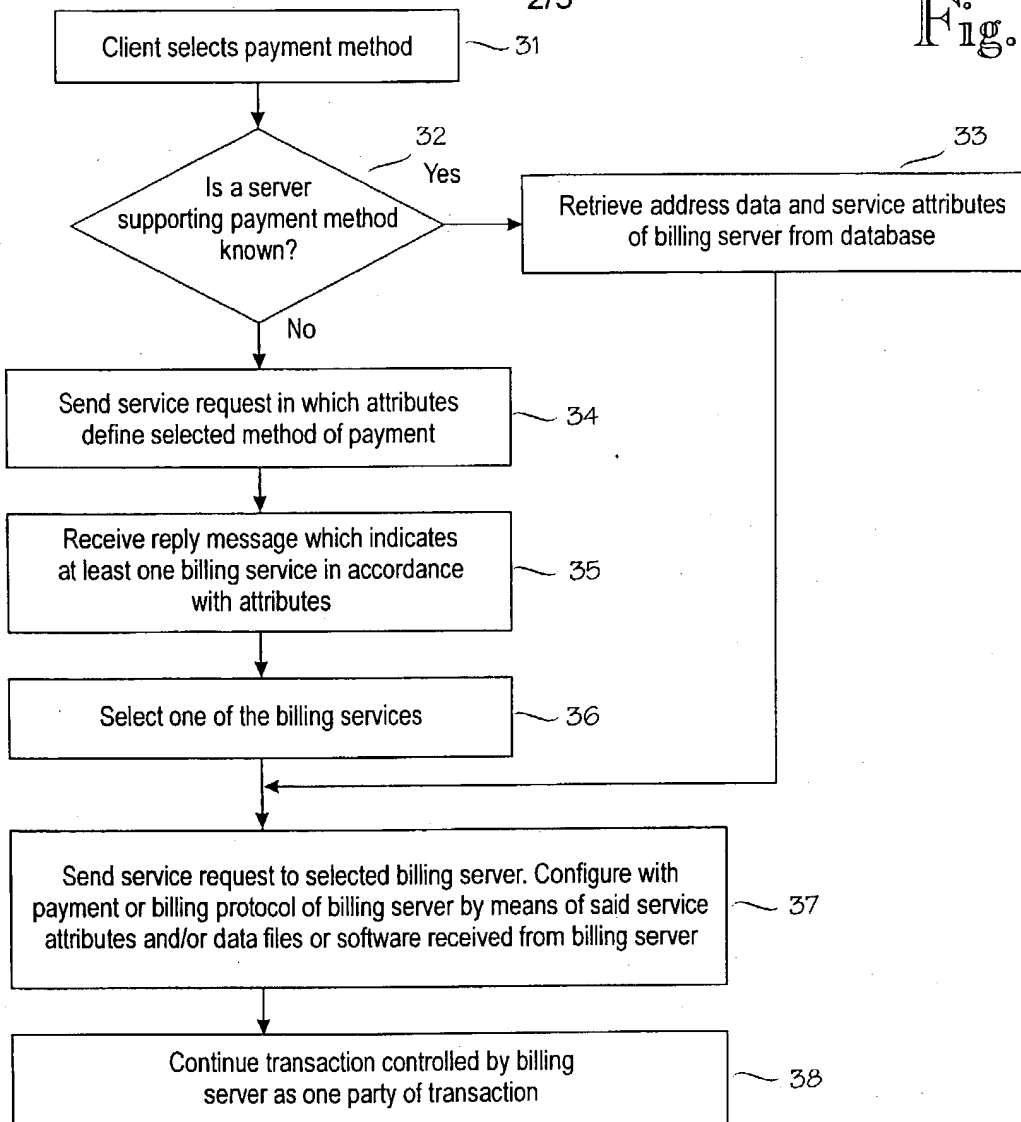 2/3
Fig.
Client selects payment method
31
32
Yes
33
Is a server
supporting payment method
known?
Retrieve address data and service attributes
of billing server from database
No
Send service request in which attributes
define selected method of payment
34
Receive reply message which indicates
at least one billing service in accordance
with attributes
35
Select one of the billing services
36
Send service request to selected billing server. Configure with
payment or billing protocol of billing server by means of said service
attributes and/or data files or software received from billing server
37
Continue transaction controlled by billing
server as one party of transaction
38